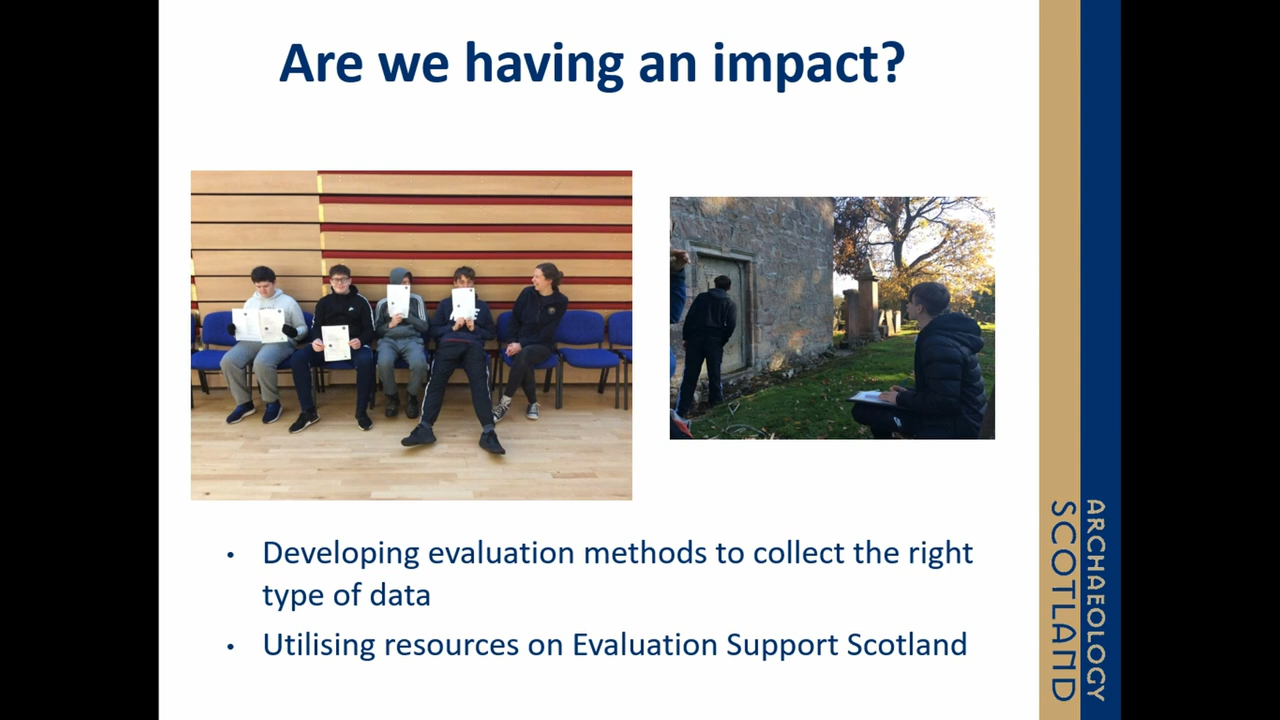 Are we having an impact?
Developing evaluation methods to collect the right
type of data
Utilising resources on Evaluation Support Scotland
ARCHAEOLOGY
SCOTLAND